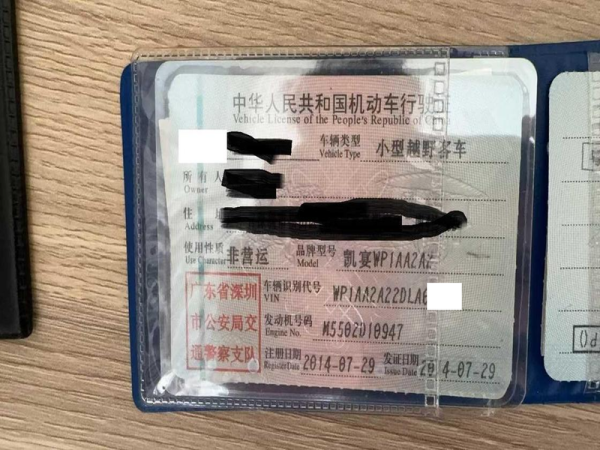 中华人民共和国机动车行驶证
Vehicle License of the People's Republic of China
车辆类型 小型越野客车
Vehicle Type
所有人
Owner
住
Address
使用性质 非营运 品牌型号 凯宴WP1AA2A2
Use Character Model
广东省深圳
市公安局交
通警察支队
车辆识别代号 WP1AA2A22DLA
VIN
发动机号码 M5502D10947
Engine No.
注册日期 2014-07-29 发证日期 2014-07-29
Register Date Issue Date